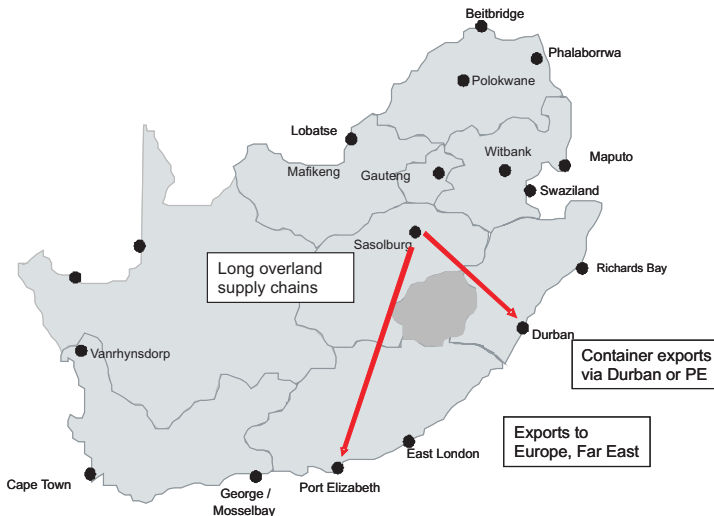 Beitbridge
Phalaborrwa
Polokwane
Lobatse
Witbank
Maputo
Mafikeng
Gauteng
Swaziland
Sasolburg
Long overland
supply chains
Richards Bay
Durban
Vanrhynsdorp
Container exports
via Durban or PE
Exports to
Europe, Far East
East London
Cape Town
Port Elizabeth
George /
Mosselbay